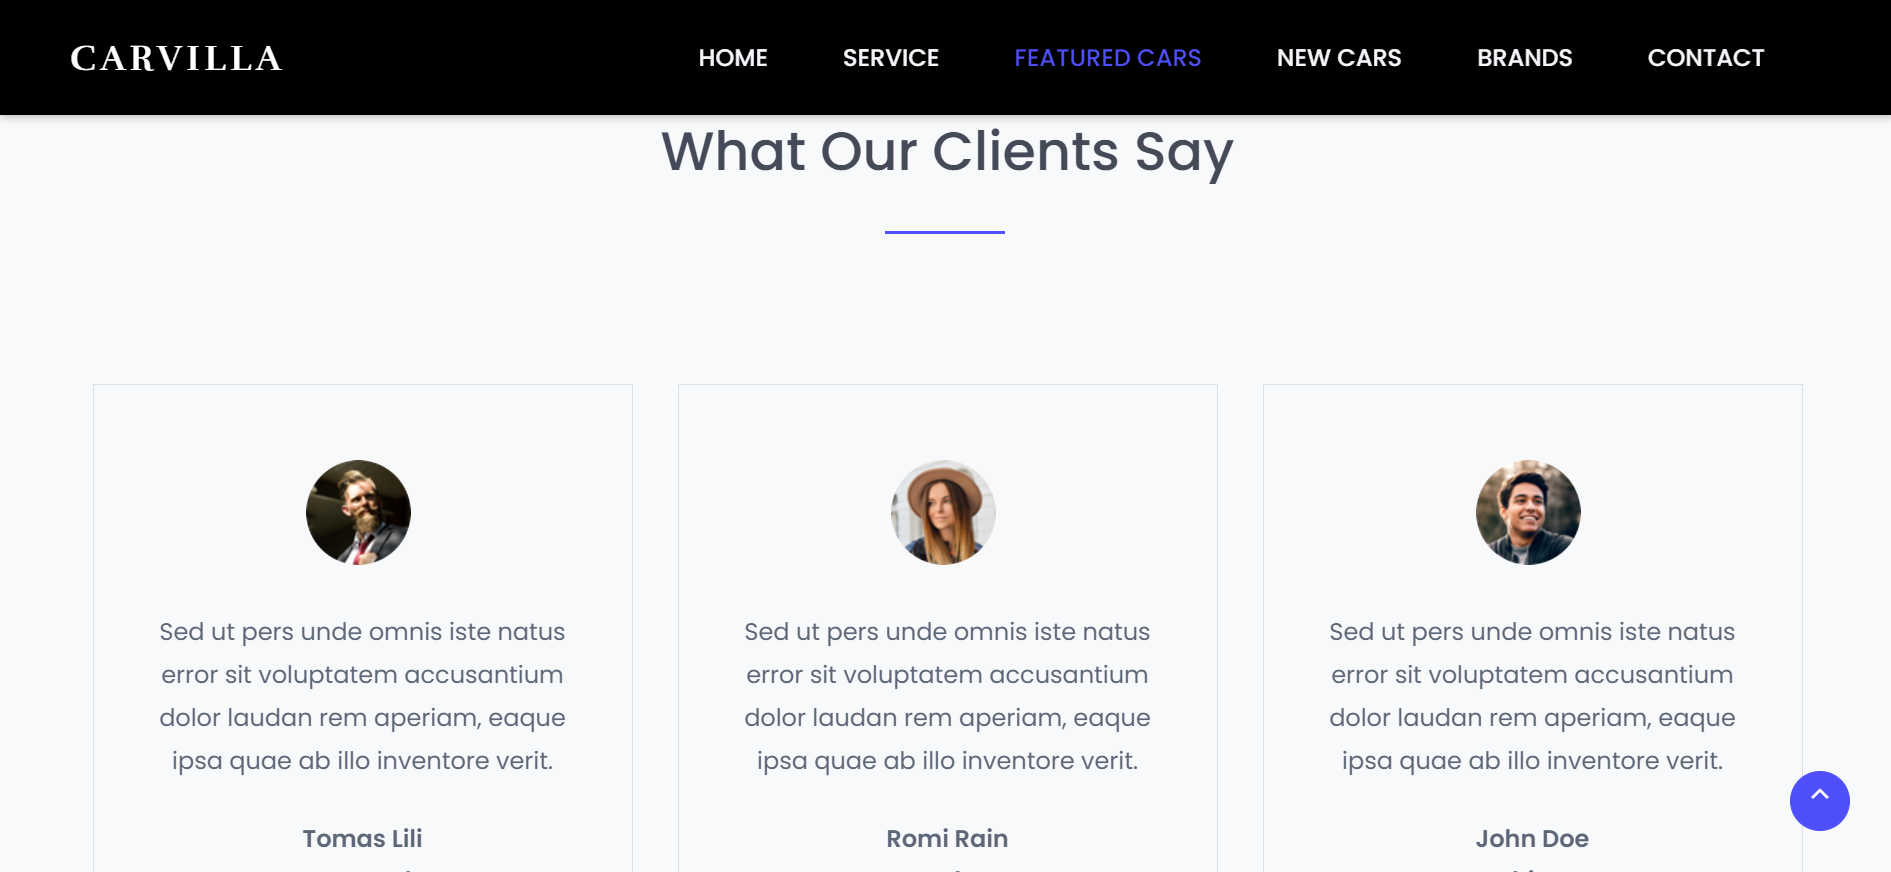 CARVILLA
HOME SERVICE FEATURED CARS NEW CARS BRANDS CONTACT
What Our Clients Say
Sed ut pers unde omnis iste natus
error sit voluptatem accusantium
dolor laudan rem aperiam, eaque
ipsa quae ab illo inventore verit.
Tomas Lili
Sed ut pers unde omnis iste natus
error sit voluptatem accusantium
dolor laudan rem aperiam, eaque
ipsa quae ab illo inventore verit.
Romi Rain
Sed ut pers unde omnis iste natus
error sit voluptatem accusantium
dolor laudan rem aperiam, eaque
ipsa quae ab illo inventore verit.
John Doe